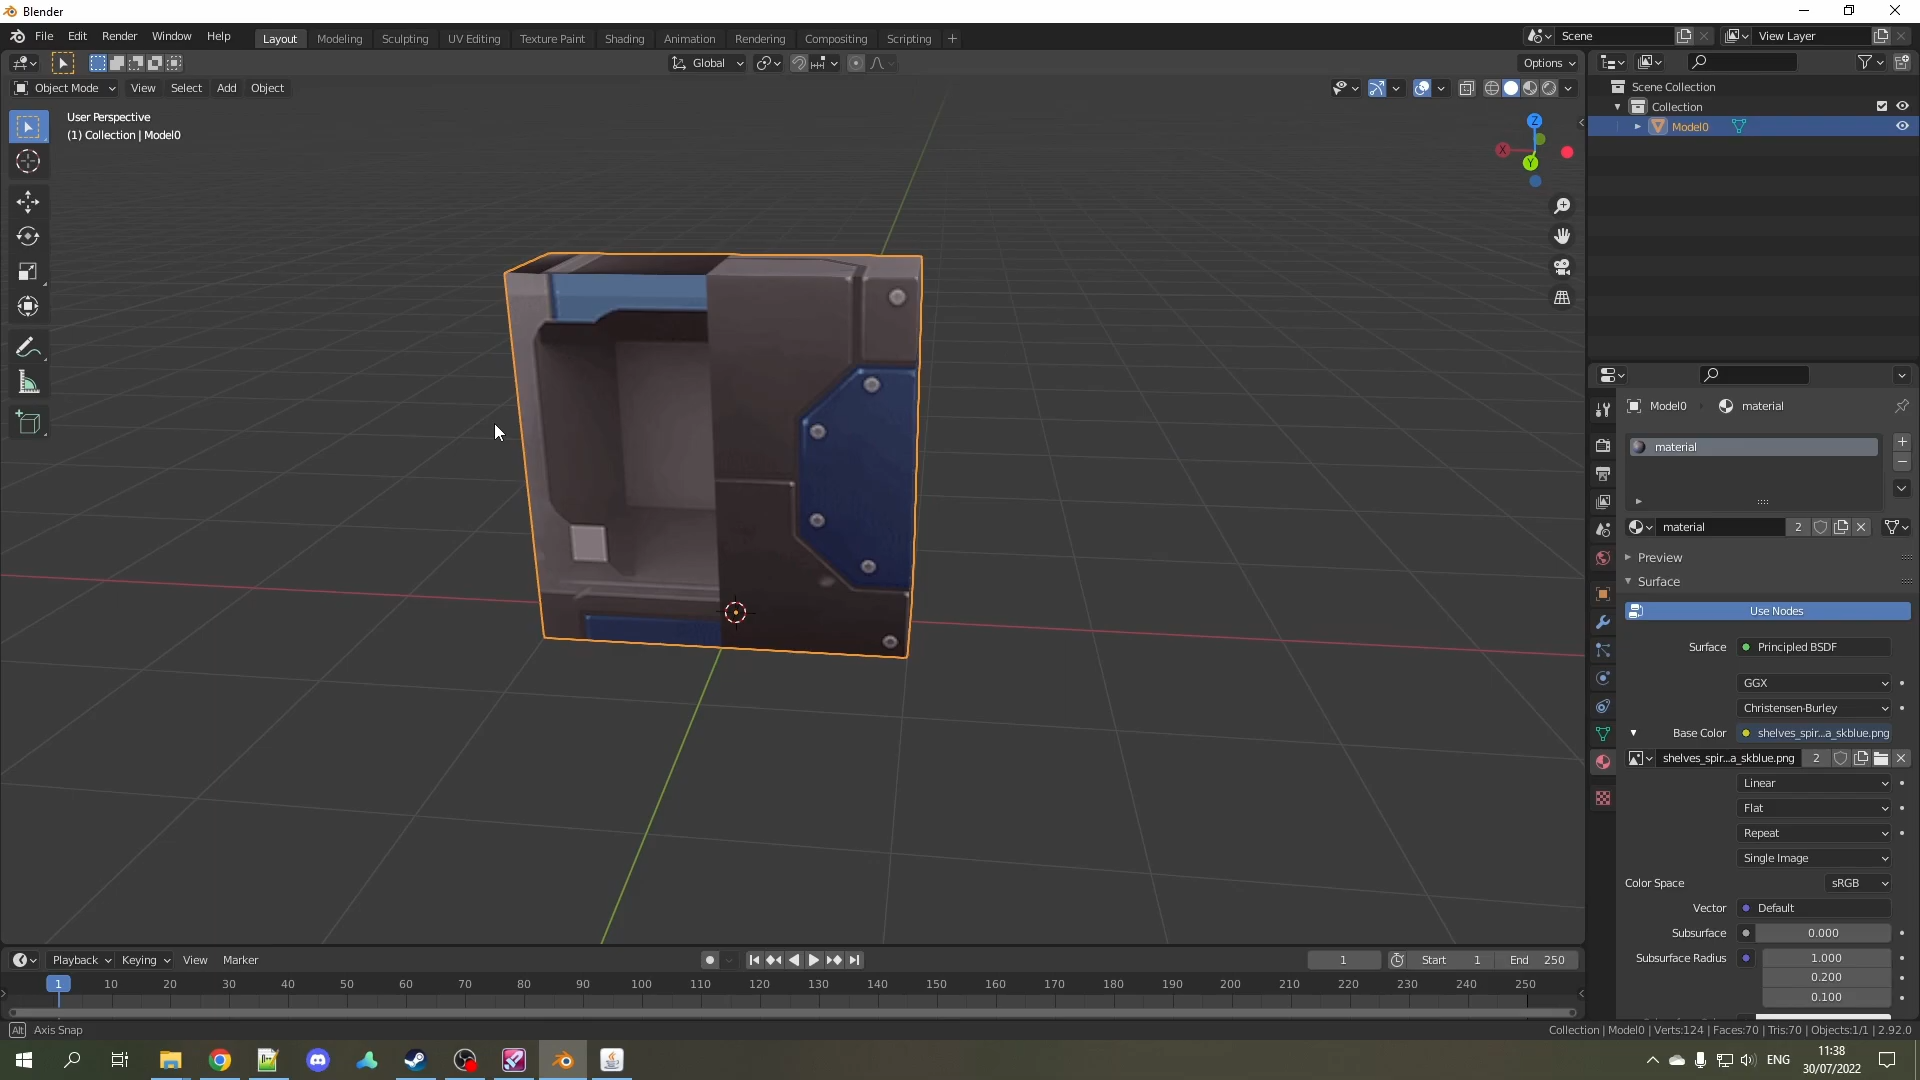 Blender
File Edit Render Window Help Layout Modeling Sculpting UV Editing Texture Paint Shading Animation Rendering Compositing Scripting + Scene View Layer
Global Options
Object Mode View Select Add Object
User Perspective
(1) Collection | Model0
Z
X
Y
Scene Collection
Collection
Model0
Model0 material
material
material 2
Preview
Surface
Use Nodes
Surface Principled BSDF
GGX
Christensen-Burley
Base Color shelves_spir...a_skblue.png
shelves_spir...a_skblue.png 2
Linear
Flat
Repeat
Single Image
Color Space sRGB
Vector Default
Subsurface 0.000
Subsurface Radius 1.000
0.200
0.100
Playback Keying View Marker 1 Start 1 End 250
1 10 20 30 40 50 60 70 80 90 100 110 120 130 140 150 160 170 180 190 200 210 220 230 240 250
Alt Axis Snap Collection | Model0 | Verts:124 | Faces:70 | Tris:70 | Objects:1/1 | 2.92.0
ENG 11:38
30/07/2022